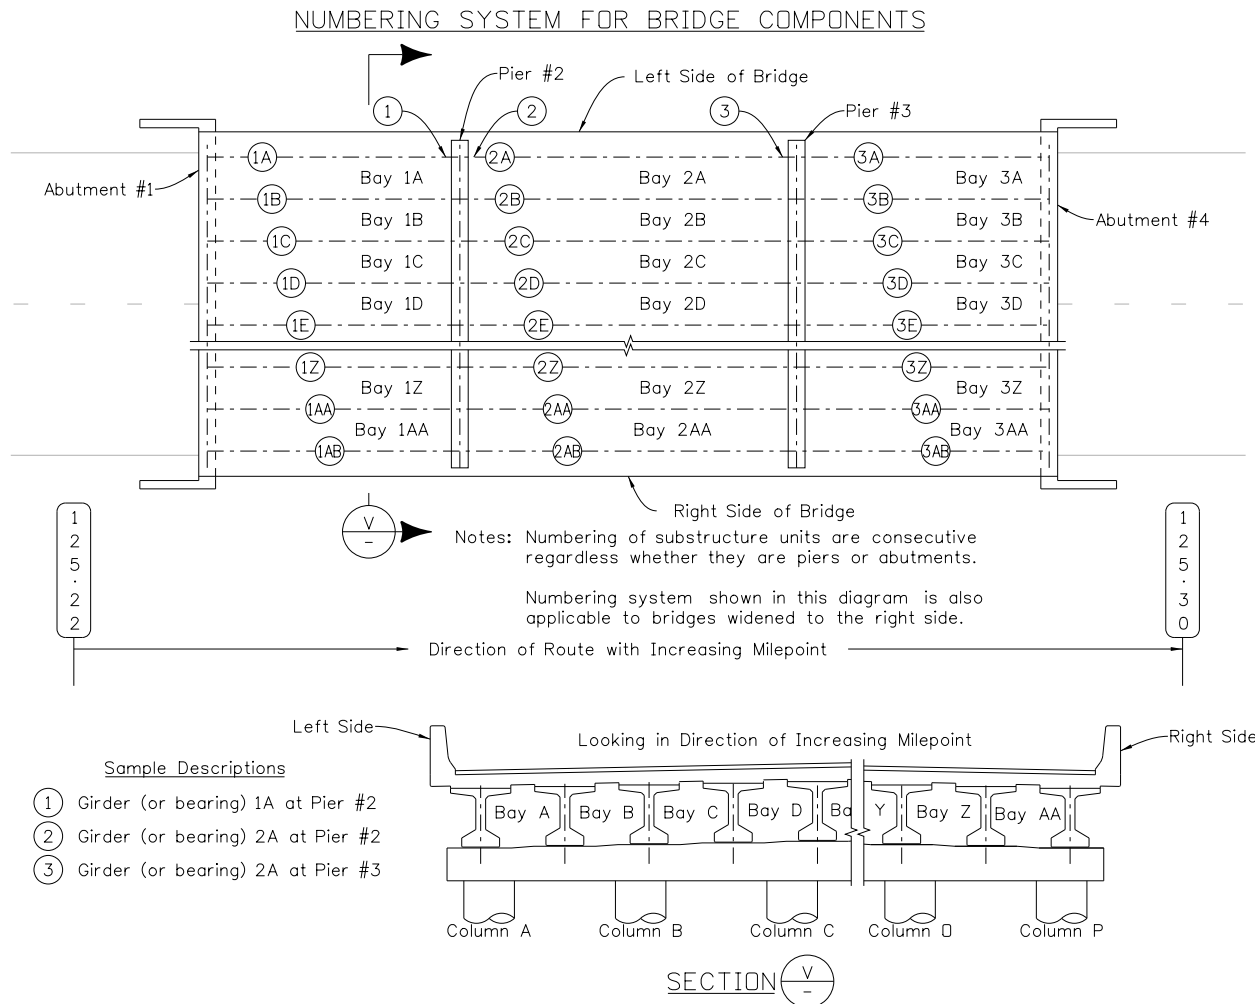 NUMBERING SYSTEM FOR BRIDGE COMPONENTS
Pier #2
Left Side of Bridge
1
2
3
Pier #3
1A
2A
3A
Bay 1A
Bay 2A
Bay 3A
Abutment #1
1B
2B
3B
Bay 1B
Bay 2B
Bay 3B
Abutment #4
1C
2C
3C
Bay 1C
Bay 2C
Bay 3C
1D
2D
3D
Bay 1D
Bay 2D
Bay 3D
1E
2E
3E
1Z
2Z
3Z
Bay 1Z
Bay 2Z
Bay 3Z
1AA
2AA
3AA
Bay 1AA
Bay 2AA
Bay 3AA
1AB
2AB
3AB
Right Side of Bridge
125.22
V
-
125.30
Notes: Numbering of substructure units are consecutive
regardless whether they are piers or abutments.
Numbering system shown in this diagram is also
applicable to bridges widened to the right side.
Direction of Route with Increasing Milepoint
Left Side
Looking in Direction of Increasing Milepoint
Right Side
Sample Descriptions
1 Girder (or bearing) 1A at Pier #2
2 Girder (or bearing) 2A at Pier #2
3 Girder (or bearing) 2A at Pier #3
Bay A
Bay B
Bay C
Bay D
Ba Y
Bay Z
Bay AA
Column A
Column B
Column C
Column O
Column P
SECTION V
-